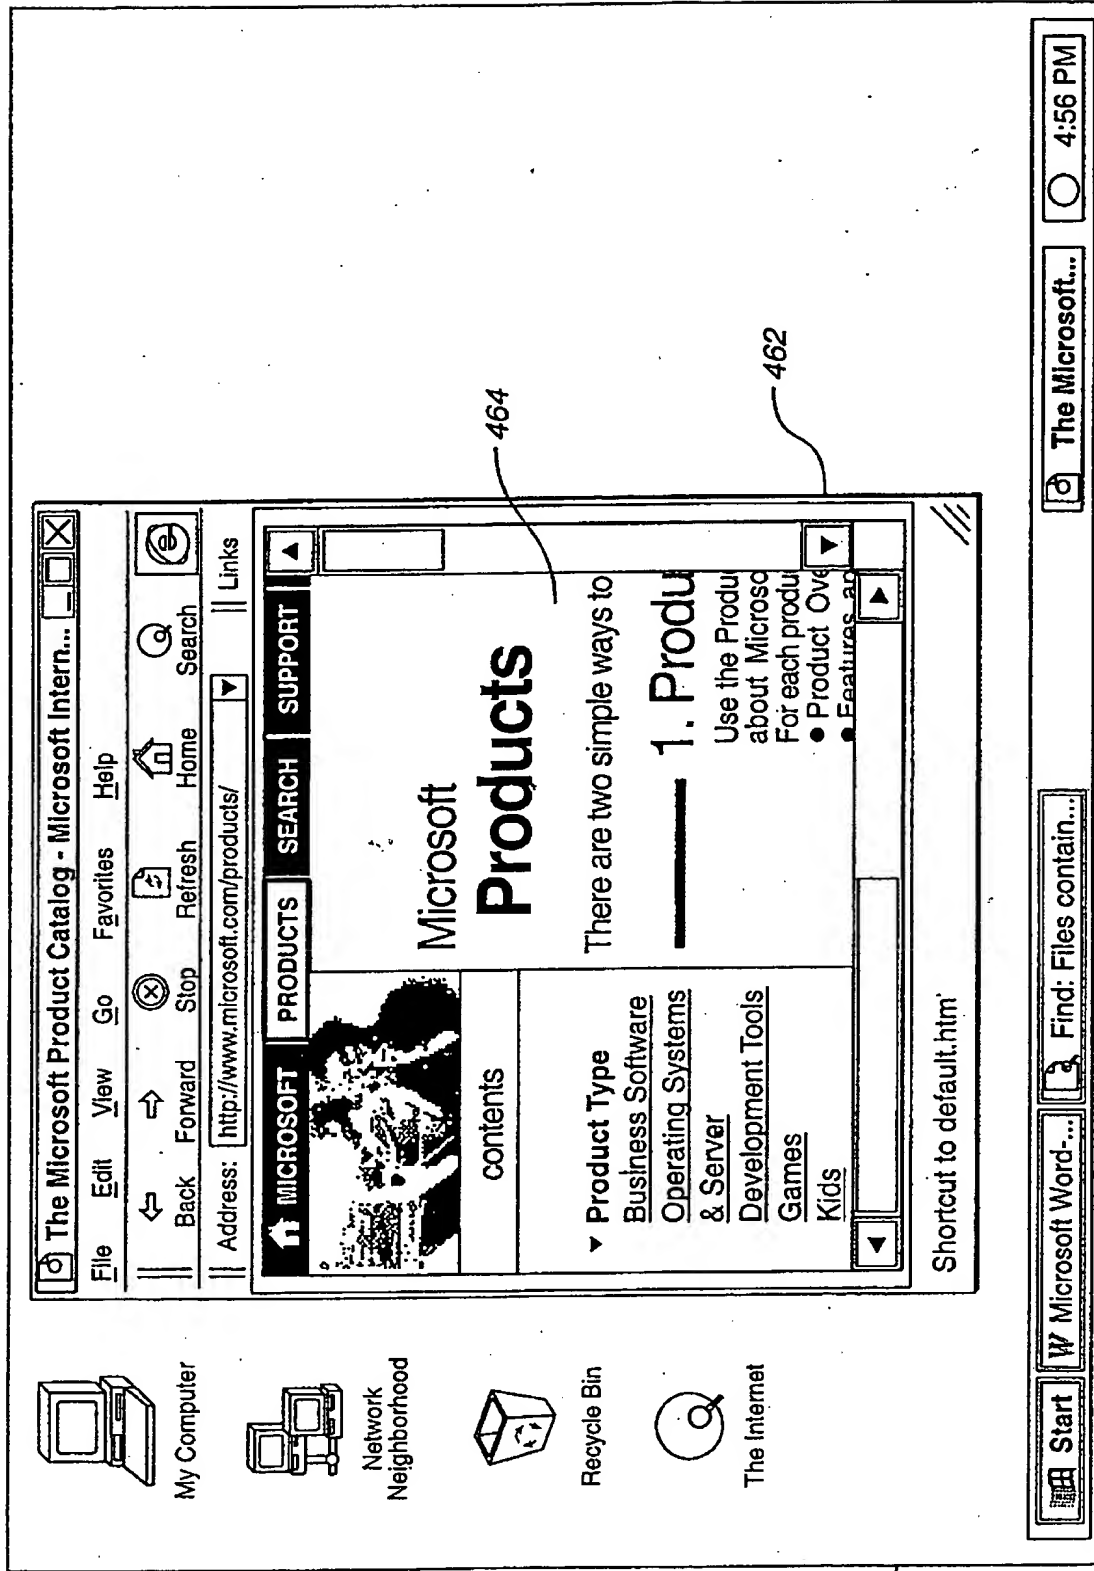 The Microsoft Product Catalog - Microsoft Intern...
File Edit View Go Favorites Help
Back Forward Stop Refresh Home Search
Address: http://www.microsoft.com/products/ Links
MICROSOFT PRODUCTS SEARCH SUPPORT
contents
▼ Product Type
Business Software
Operating Systems
& Server
Development Tools
Games
Kids
Microsoft
Products
There are two simple ways to
1. Produ
Use the Produ
about Microso
For each produ
● Product Ove
● Features an
Shortcut to default.htm'
464
462
My Computer
Network
Neighborhood
Recycle Bin
The Internet
Start W Microsoft Word-... Find: Files contain... The Microsoft... 4:56 PM